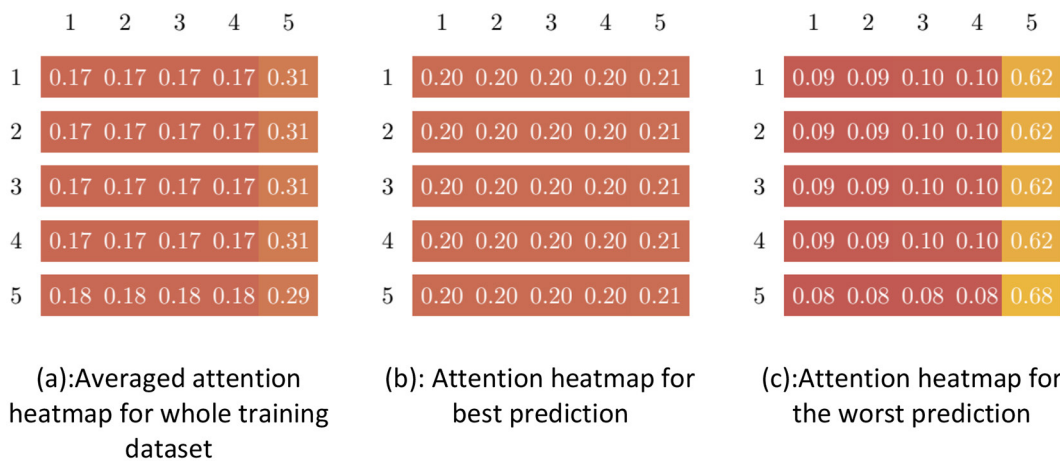 1 2 3 4 5 1 2 3 4 5 1 2 3 4 5
1 0.17 0.17 0.17 0.17 0.31 1 0.20 0.20 0.20 0.20 0.21 1 0.09 0.09 0.10 0.10 0.62
2 0.17 0.17 0.17 0.17 0.31 2 0.20 0.20 0.20 0.20 0.21 2 0.09 0.09 0.10 0.10 0.62
3 0.17 0.17 0.17 0.17 0.31 3 0.20 0.20 0.20 0.20 0.21 3 0.09 0.09 0.10 0.10 0.62
4 0.17 0.17 0.17 0.17 0.31 4 0.20 0.20 0.20 0.20 0.21 4 0.09 0.09 0.10 0.10 0.62
5 0.18 0.18 0.18 0.18 0.29 5 0.20 0.20 0.20 0.20 0.21 5 0.08 0.08 0.08 0.08 0.68
(a):Averaged attention
heatmap for whole training
dataset
(b): Attention heatmap for
best prediction
(c):Attention heatmap for
the worst prediction